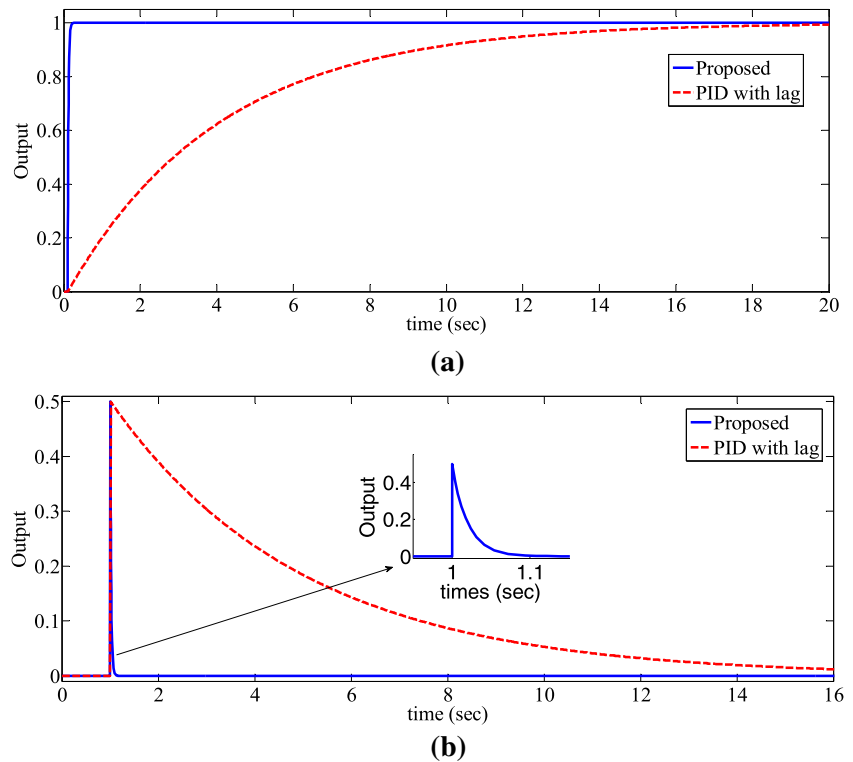 1
0.8
0.6
0.4
0.2
0
Output
Proposed
PID with lag
0 2 4 6 8 10 12 14 16 18 20
time (sec)
(a)
0.5
0.4
0.3
0.2
0.1
0
Output
Proposed
PID with lag
0.4
0.2
0
Output
1 1.1
times (sec)
0 2 4 6 8 10 12 14 16
time (sec)
(b)